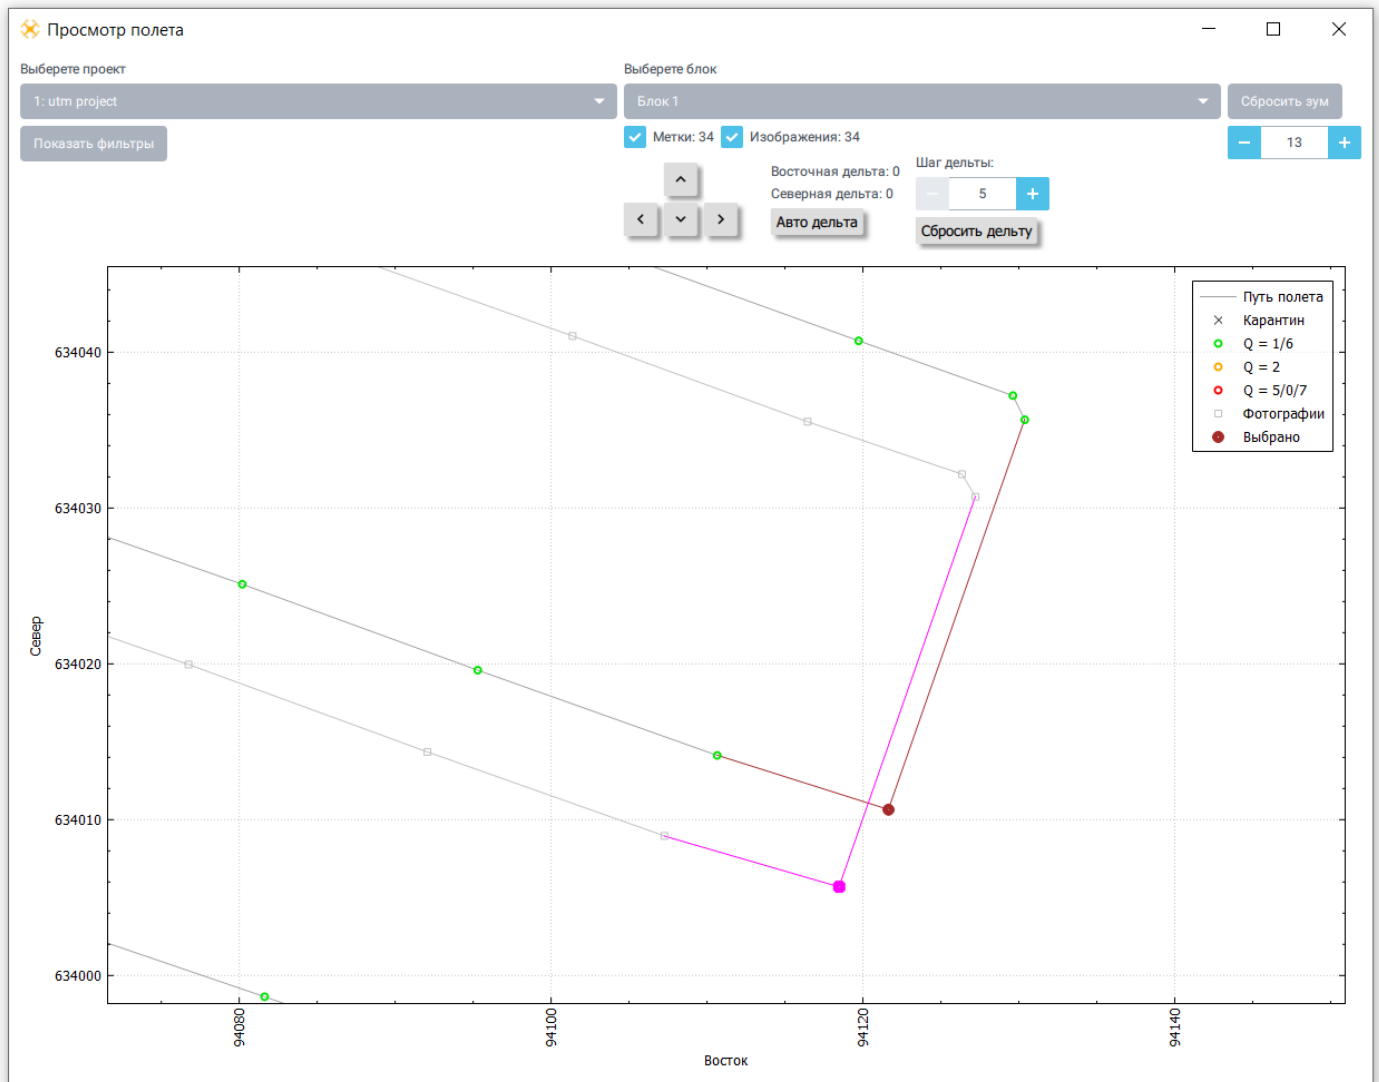 Просмотр полета
Выберете проект
Выберете блок
1: utm project
Блок 1
Сбросить зум
Показать фильтры
Метки: 34
Изображения: 34
13
Восточная дельта: 0
Северная дельта: 0
Авто дельта
Шаг дельты:
5
Сбросить дельту
Путь полета
Карантин
Q = 1/6
Q = 2
Q = 5/0/7
Фотографии
Выбрано
634040
634030
634020
634010
634000
Север
94080
94100
94120
94140
Восток